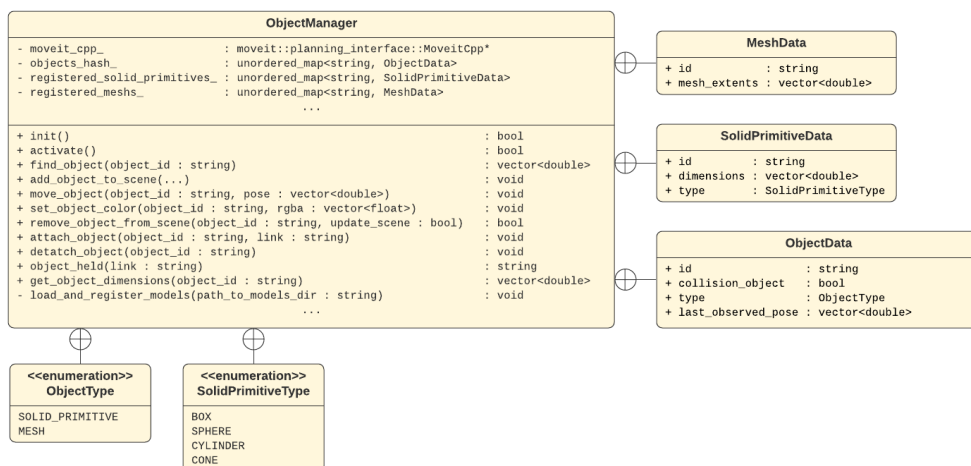 ObjectManager
- moveit_cpp_ : moveit::planning_interface::MoveitCpp*
- objects_hash_ : unordered_map<string, ObjectData>
- registered_solid_primitives_ : unordered_map<string, SolidPrimitiveData>
- registered_meshs_ : unordered_map<string, MeshData>
...
+ init() : bool
+ activate() : bool
+ find_object(object_id : string) : vector<double>
+ add_object_to_scene(...) : void
+ move_object(object_id : string, pose : vector<double>) : void
+ set_object_color(object_id : string, rgba : vector<float>) : void
+ remove_object_from_scene(object_id : string, update_scene : bool) : bool
+ attach_object(object_id : string, link : string) : void
+ detatch_object(object_id : string) : void
+ object_held(link : string) : string
+ get_object_dimensions(object_id : string) : vector<double>
- load_and_register_models(path_to_models_dir : string) : void
...
MeshData
+ id : string
+ mesh_extents : vector<double>
SolidPrimitiveData
+ id : string
+ dimensions : vector<double>
+ type : SolidPrimitiveType
ObjectData
+ id : string
+ collision_object : bool
+ type : ObjectType
+ last_observed_pose : vector<double>
<<enumeration>>
ObjectType
SOLID_PRIMITIVE
MESH
<<enumeration>>
SolidPrimitiveType
BOX
SPHERE
CYLINDER
CONE